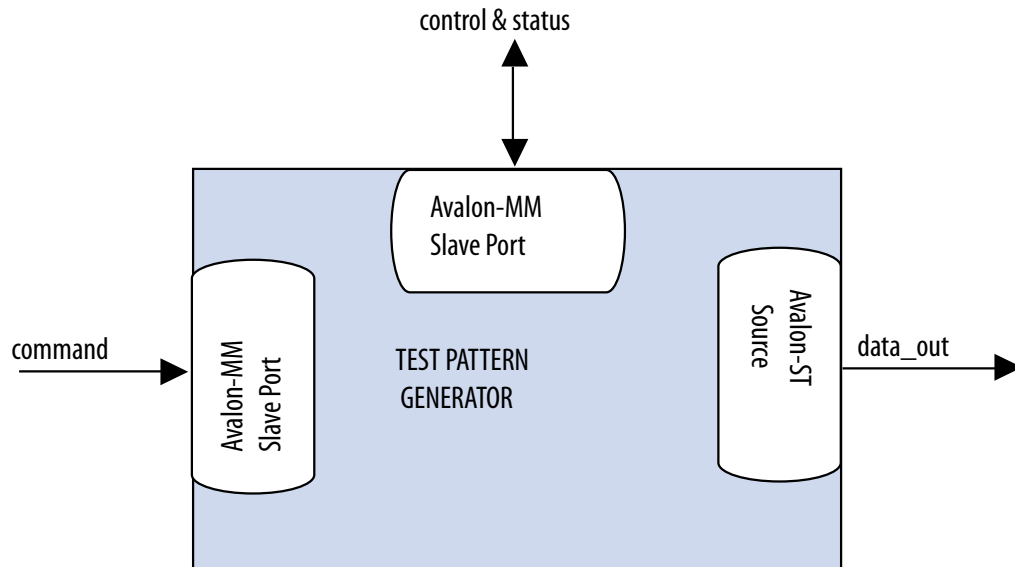 control & status
Avalon-MM
Slave Port
command
Avalon-MM
Slave Port
TEST PATTERN
GENERATOR
Avalon-ST
Source
data_out